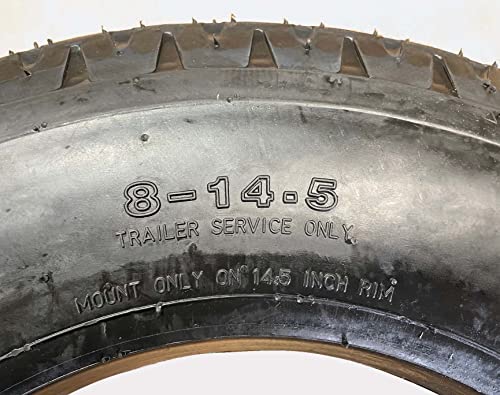 8-14.5
TRAILER SERVICE ONLY
MOUNT ONLY ON 14.5 INCH RIM